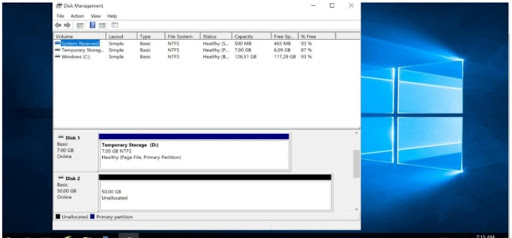 Disk Management
File Action View Help
Volume Layout Type File System Status Capacity Free Sp... % Free
System Reserved Simple Basic NTFS Healthy (S... 500 MB 465 MB 93 %
Temporary Storag... Simple Basic NTFS Healthy (P... 7.00 GB 6.09 GB 87 %
Windows (C:) Simple Basic NTFS Healthy (B... 126.51 GB 117.29 GB 93 %
Disk 1
Basic
7.00 GB
Online
Temporary Storage (D:)
7.00 GB NTFS
Healthy (Page File, Primary Partition)
Disk 2
Basic
50.00 GB
Online
50.00 GB
Unallocated
Unallocated Primary partition
7:15 AM